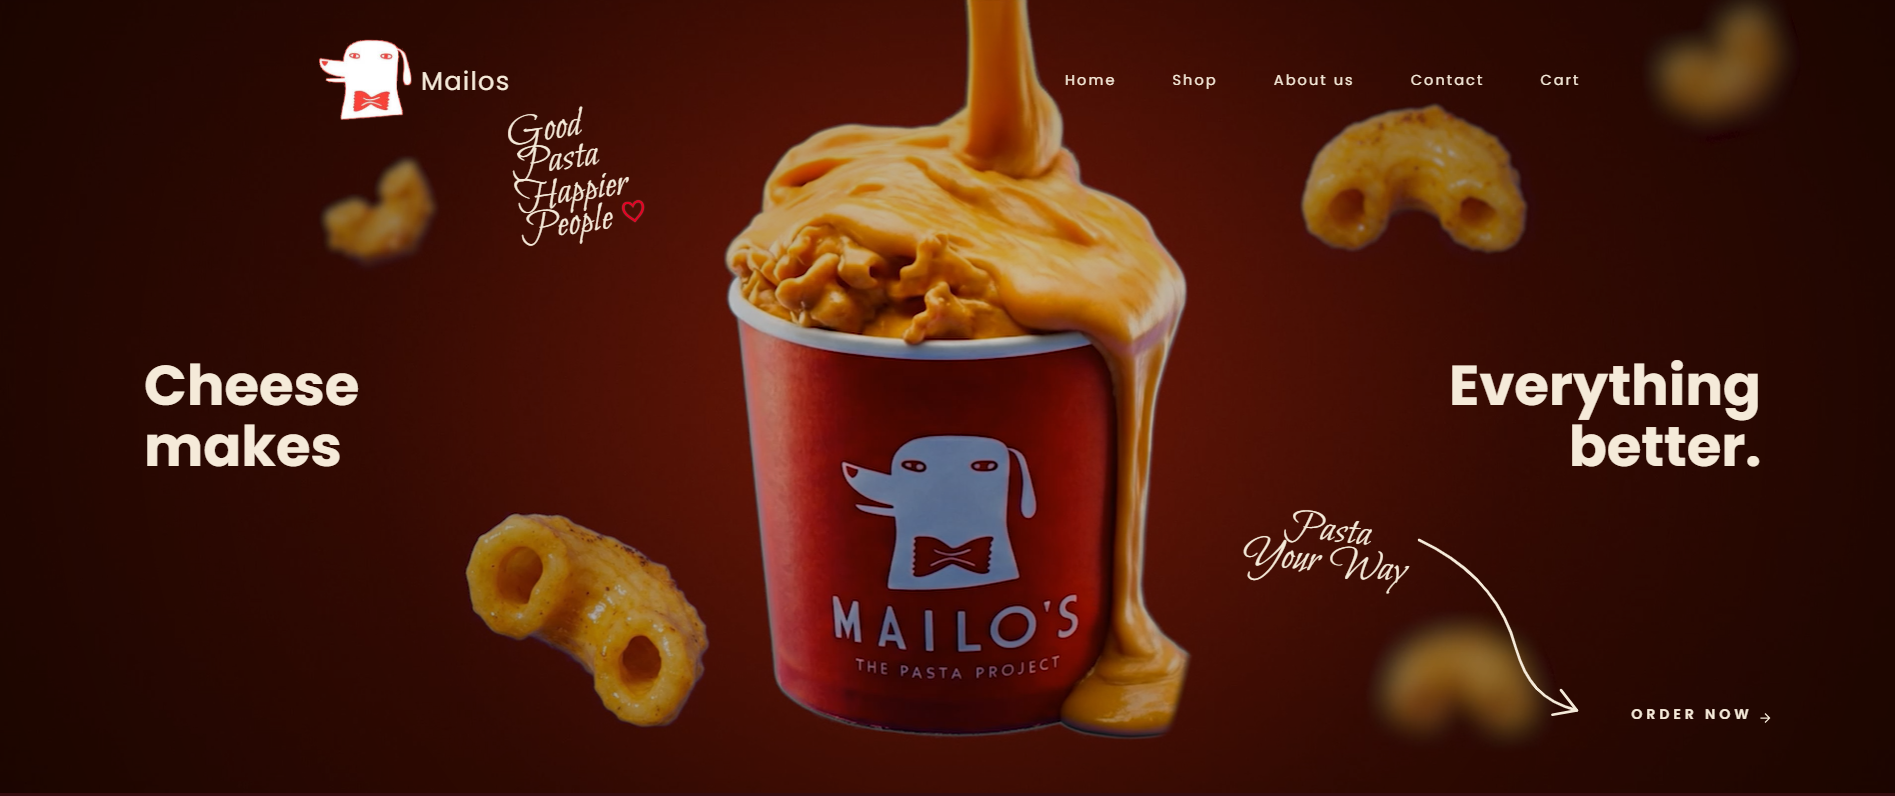 Mailos
Home
Shop
About us
Contact
Cart
Good
Pasta
Happier
People
Cheese
makes
Everything
better.
MAILO'S
THE PASTA PROJECT
Pasta
Your Way
ORDER NOW →